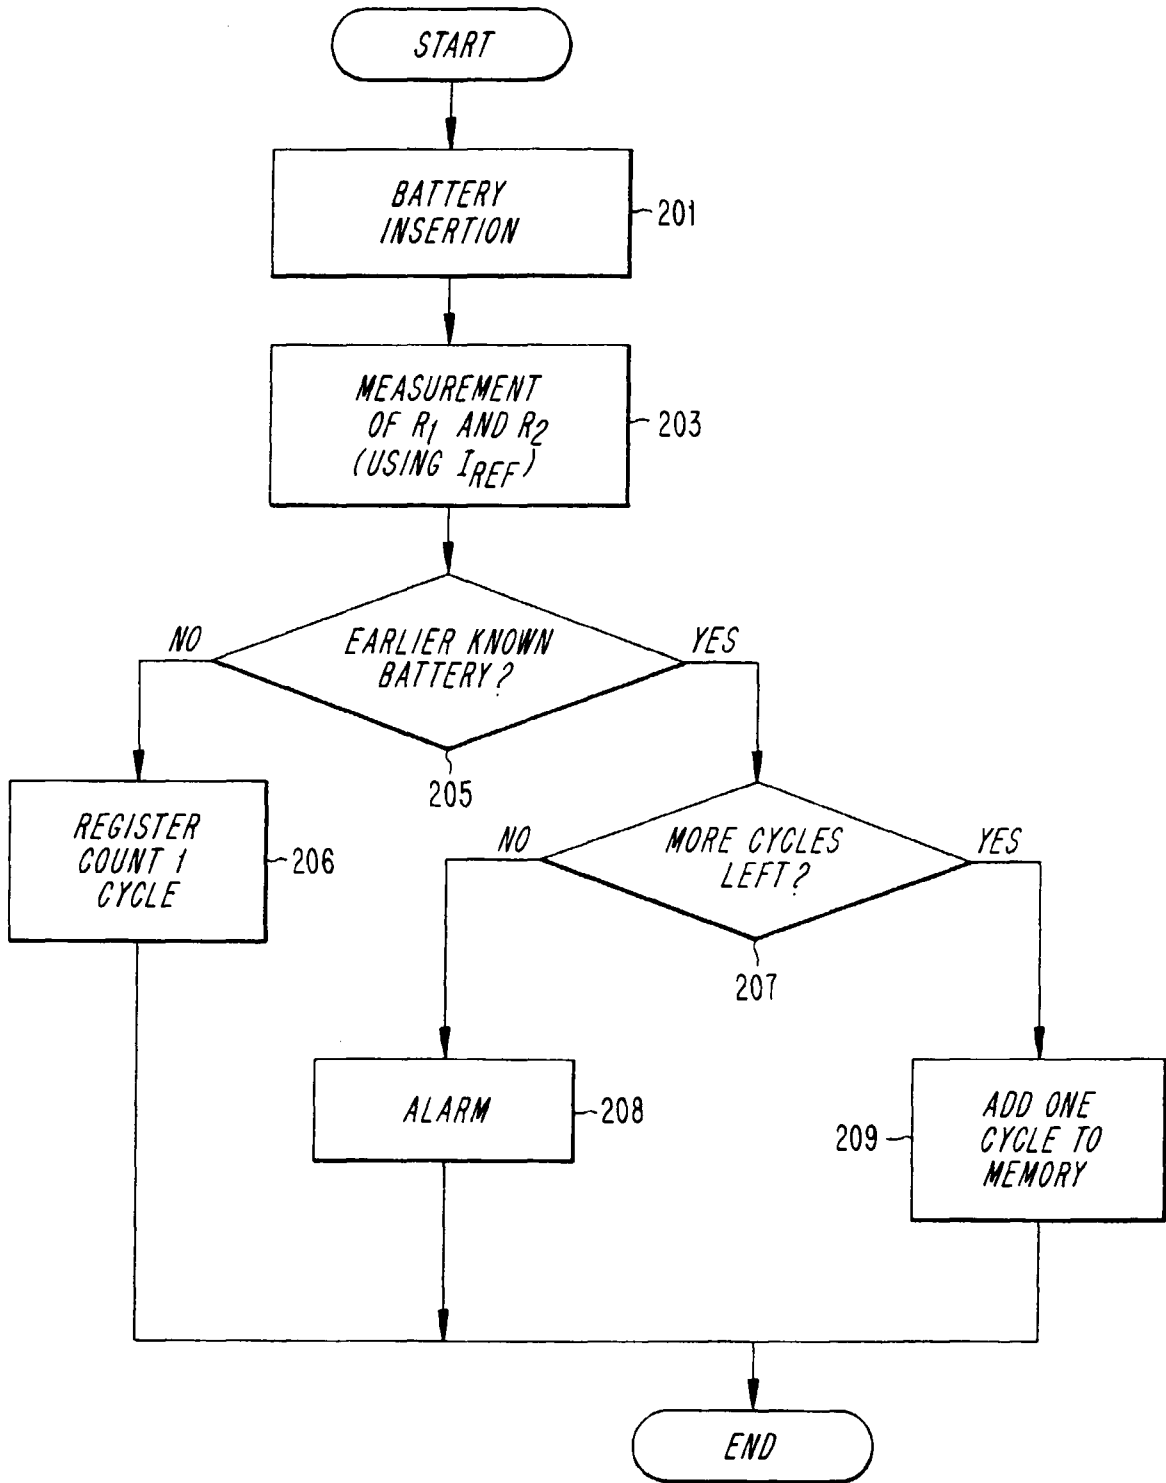 START
BATTERY
INSERTION
201
MEASUREMENT
OF R1 AND R2
(USING IREF)
203
NO
EARLIER KNOWN
BATTERY?
YES
205
REGISTER
COUNT 1
CYCLE
206
NO
MORE CYCLES
LEFT?
YES
207
ALARM
208
209
ADD ONE
CYCLE TO
MEMORY
END